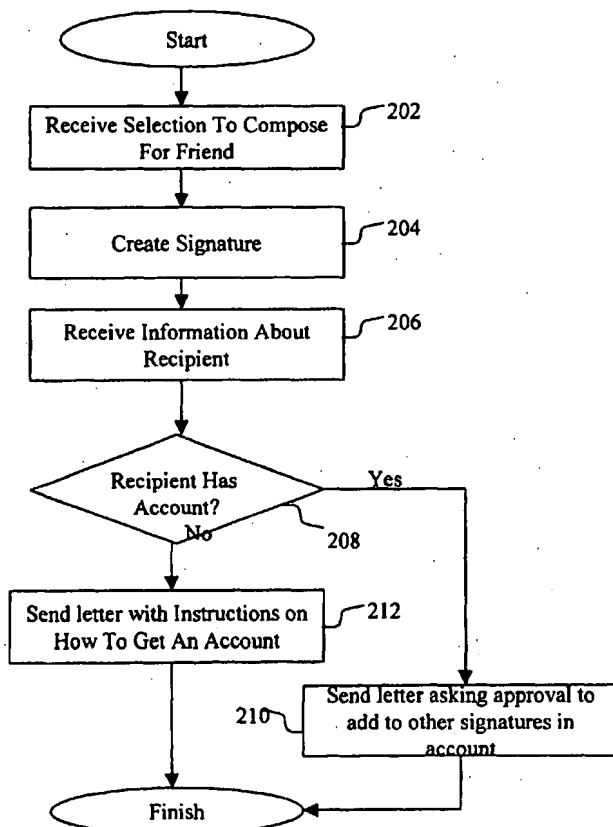 Start
Receive Selection To Compose
For Friend
202
Create Signature
204
Receive Information About
Recipient
206
Recipient Has
Account?
Yes
No
208
Send letter with Instructions on
How To Get An Account
212
Send letter asking approval to
add to other signatures in
account
210
Finish